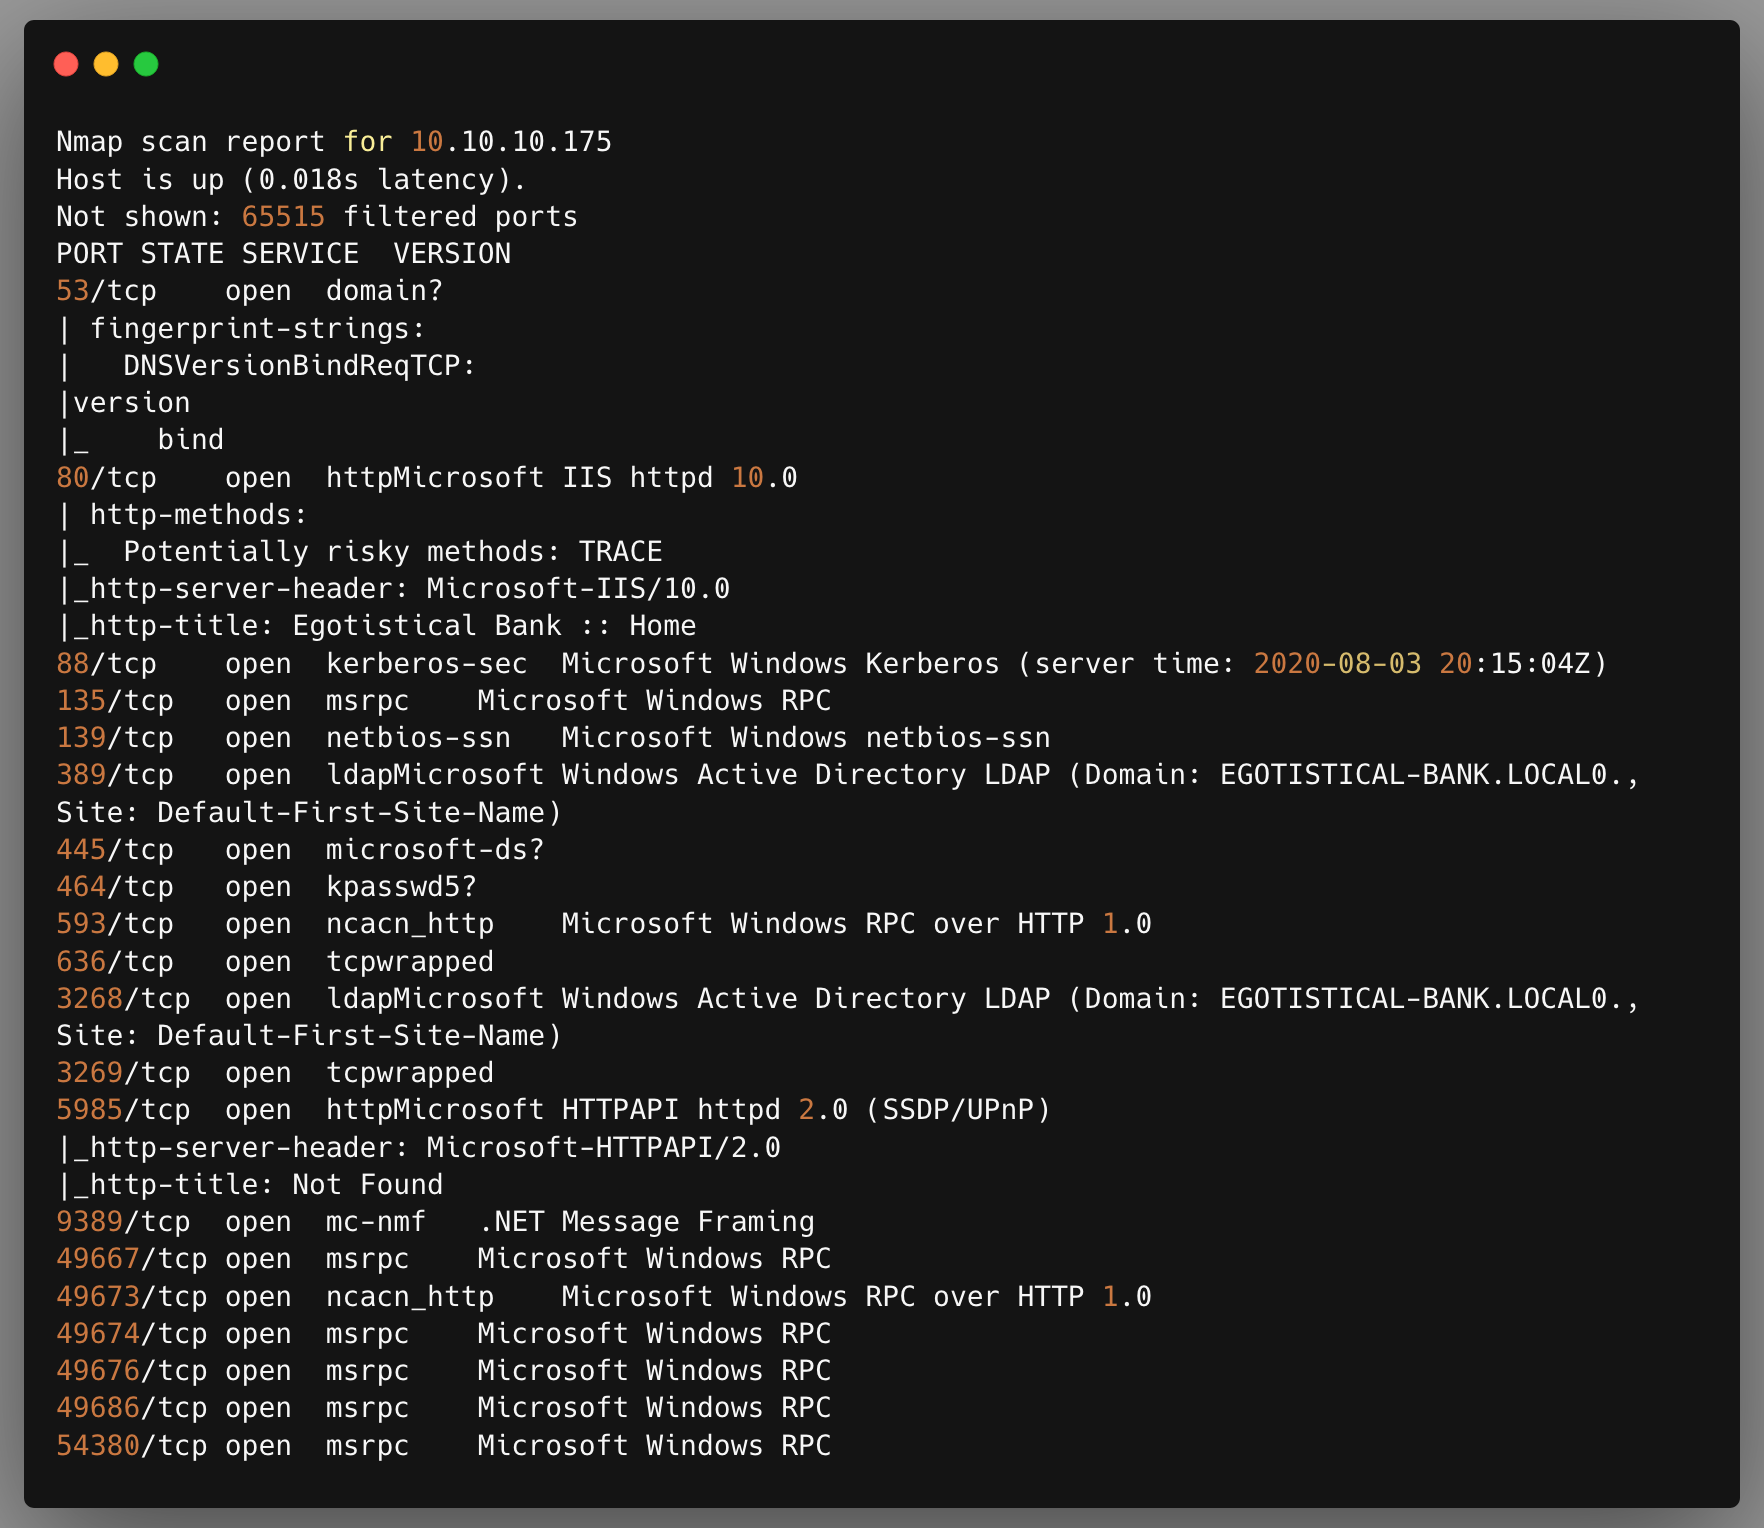 Nmap scan report for 10.10.10.175
Host is up (0.018s latency).
Not shown: 65515 filtered ports
PORT STATE SERVICE  VERSION
53/tcp    open  domain?
| fingerprint-strings:
|   DNSVersionBindReqTCP:
|version
|_    bind
80/tcp    open  httpMicrosoft IIS httpd 10.0
| http-methods:
|_  Potentially risky methods: TRACE
|_http-server-header: Microsoft-IIS/10.0
|_http-title: Egotistical Bank :: Home
88/tcp    open  kerberos-sec  Microsoft Windows Kerberos (server time: 2020-08-03 20:15:04Z)
135/tcp   open  msrpc    Microsoft Windows RPC
139/tcp   open  netbios-ssn   Microsoft Windows netbios-ssn
389/tcp   open  ldapMicrosoft Windows Active Directory LDAP (Domain: EGOTISTICAL-BANK.LOCAL0.,
Site: Default-First-Site-Name)
445/tcp   open  microsoft-ds?
464/tcp   open  kpasswd5?
593/tcp   open  ncacn_http    Microsoft Windows RPC over HTTP 1.0
636/tcp   open  tcpwrapped
3268/tcp  open  ldapMicrosoft Windows Active Directory LDAP (Domain: EGOTISTICAL-BANK.LOCAL0.,
Site: Default-First-Site-Name)
3269/tcp  open  tcpwrapped
5985/tcp  open  httpMicrosoft HTTPAPI httpd 2.0 (SSDP/UPnP)
|_http-server-header: Microsoft-HTTPAPI/2.0
|_http-title: Not Found
9389/tcp  open  mc-nmf   .NET Message Framing
49667/tcp open  msrpc    Microsoft Windows RPC
49673/tcp open  ncacn_http    Microsoft Windows RPC over HTTP 1.0
49674/tcp open  msrpc    Microsoft Windows RPC
49676/tcp open  msrpc    Microsoft Windows RPC
49686/tcp open  msrpc    Microsoft Windows RPC
54380/tcp open  msrpc    Microsoft Windows RPC